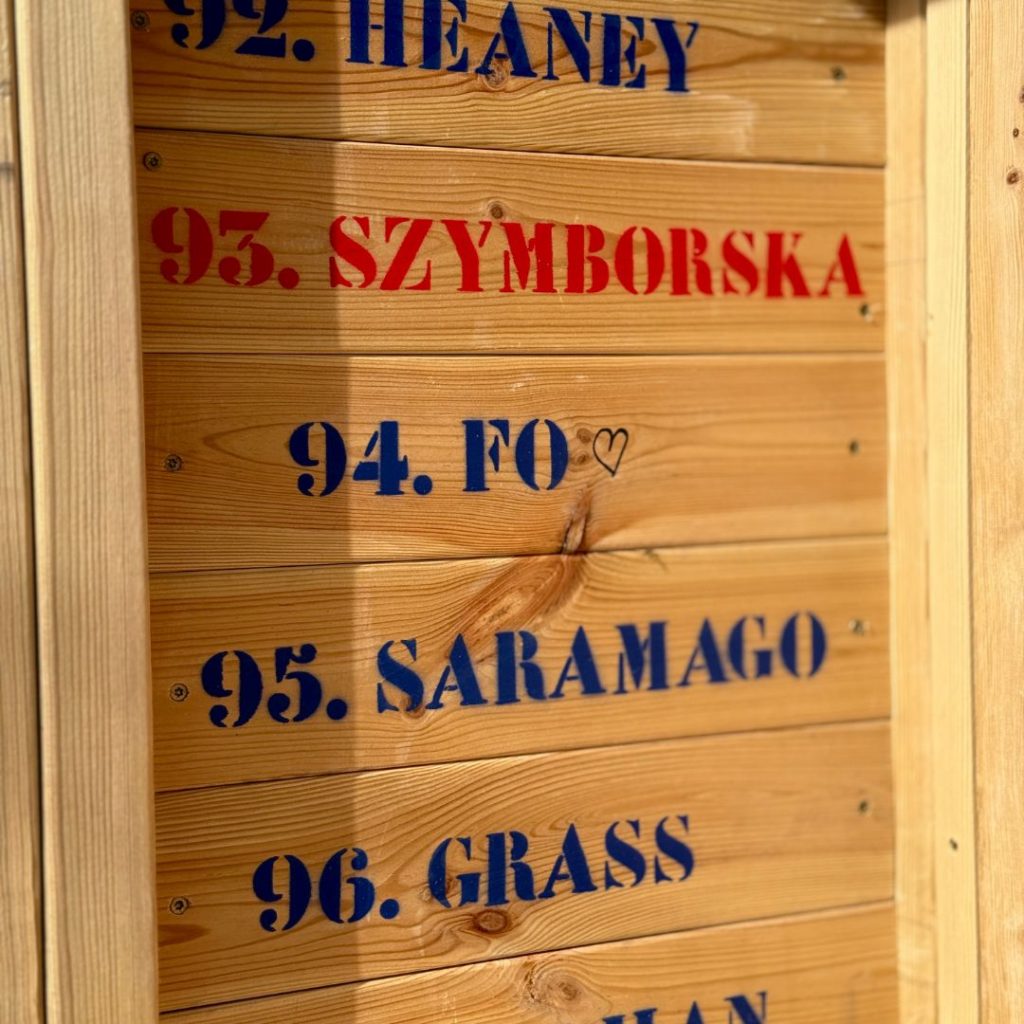 92. HEANEY
93. SZYMBORSKA
94. FO ♡
95. SARAMAGO
96. GRASS